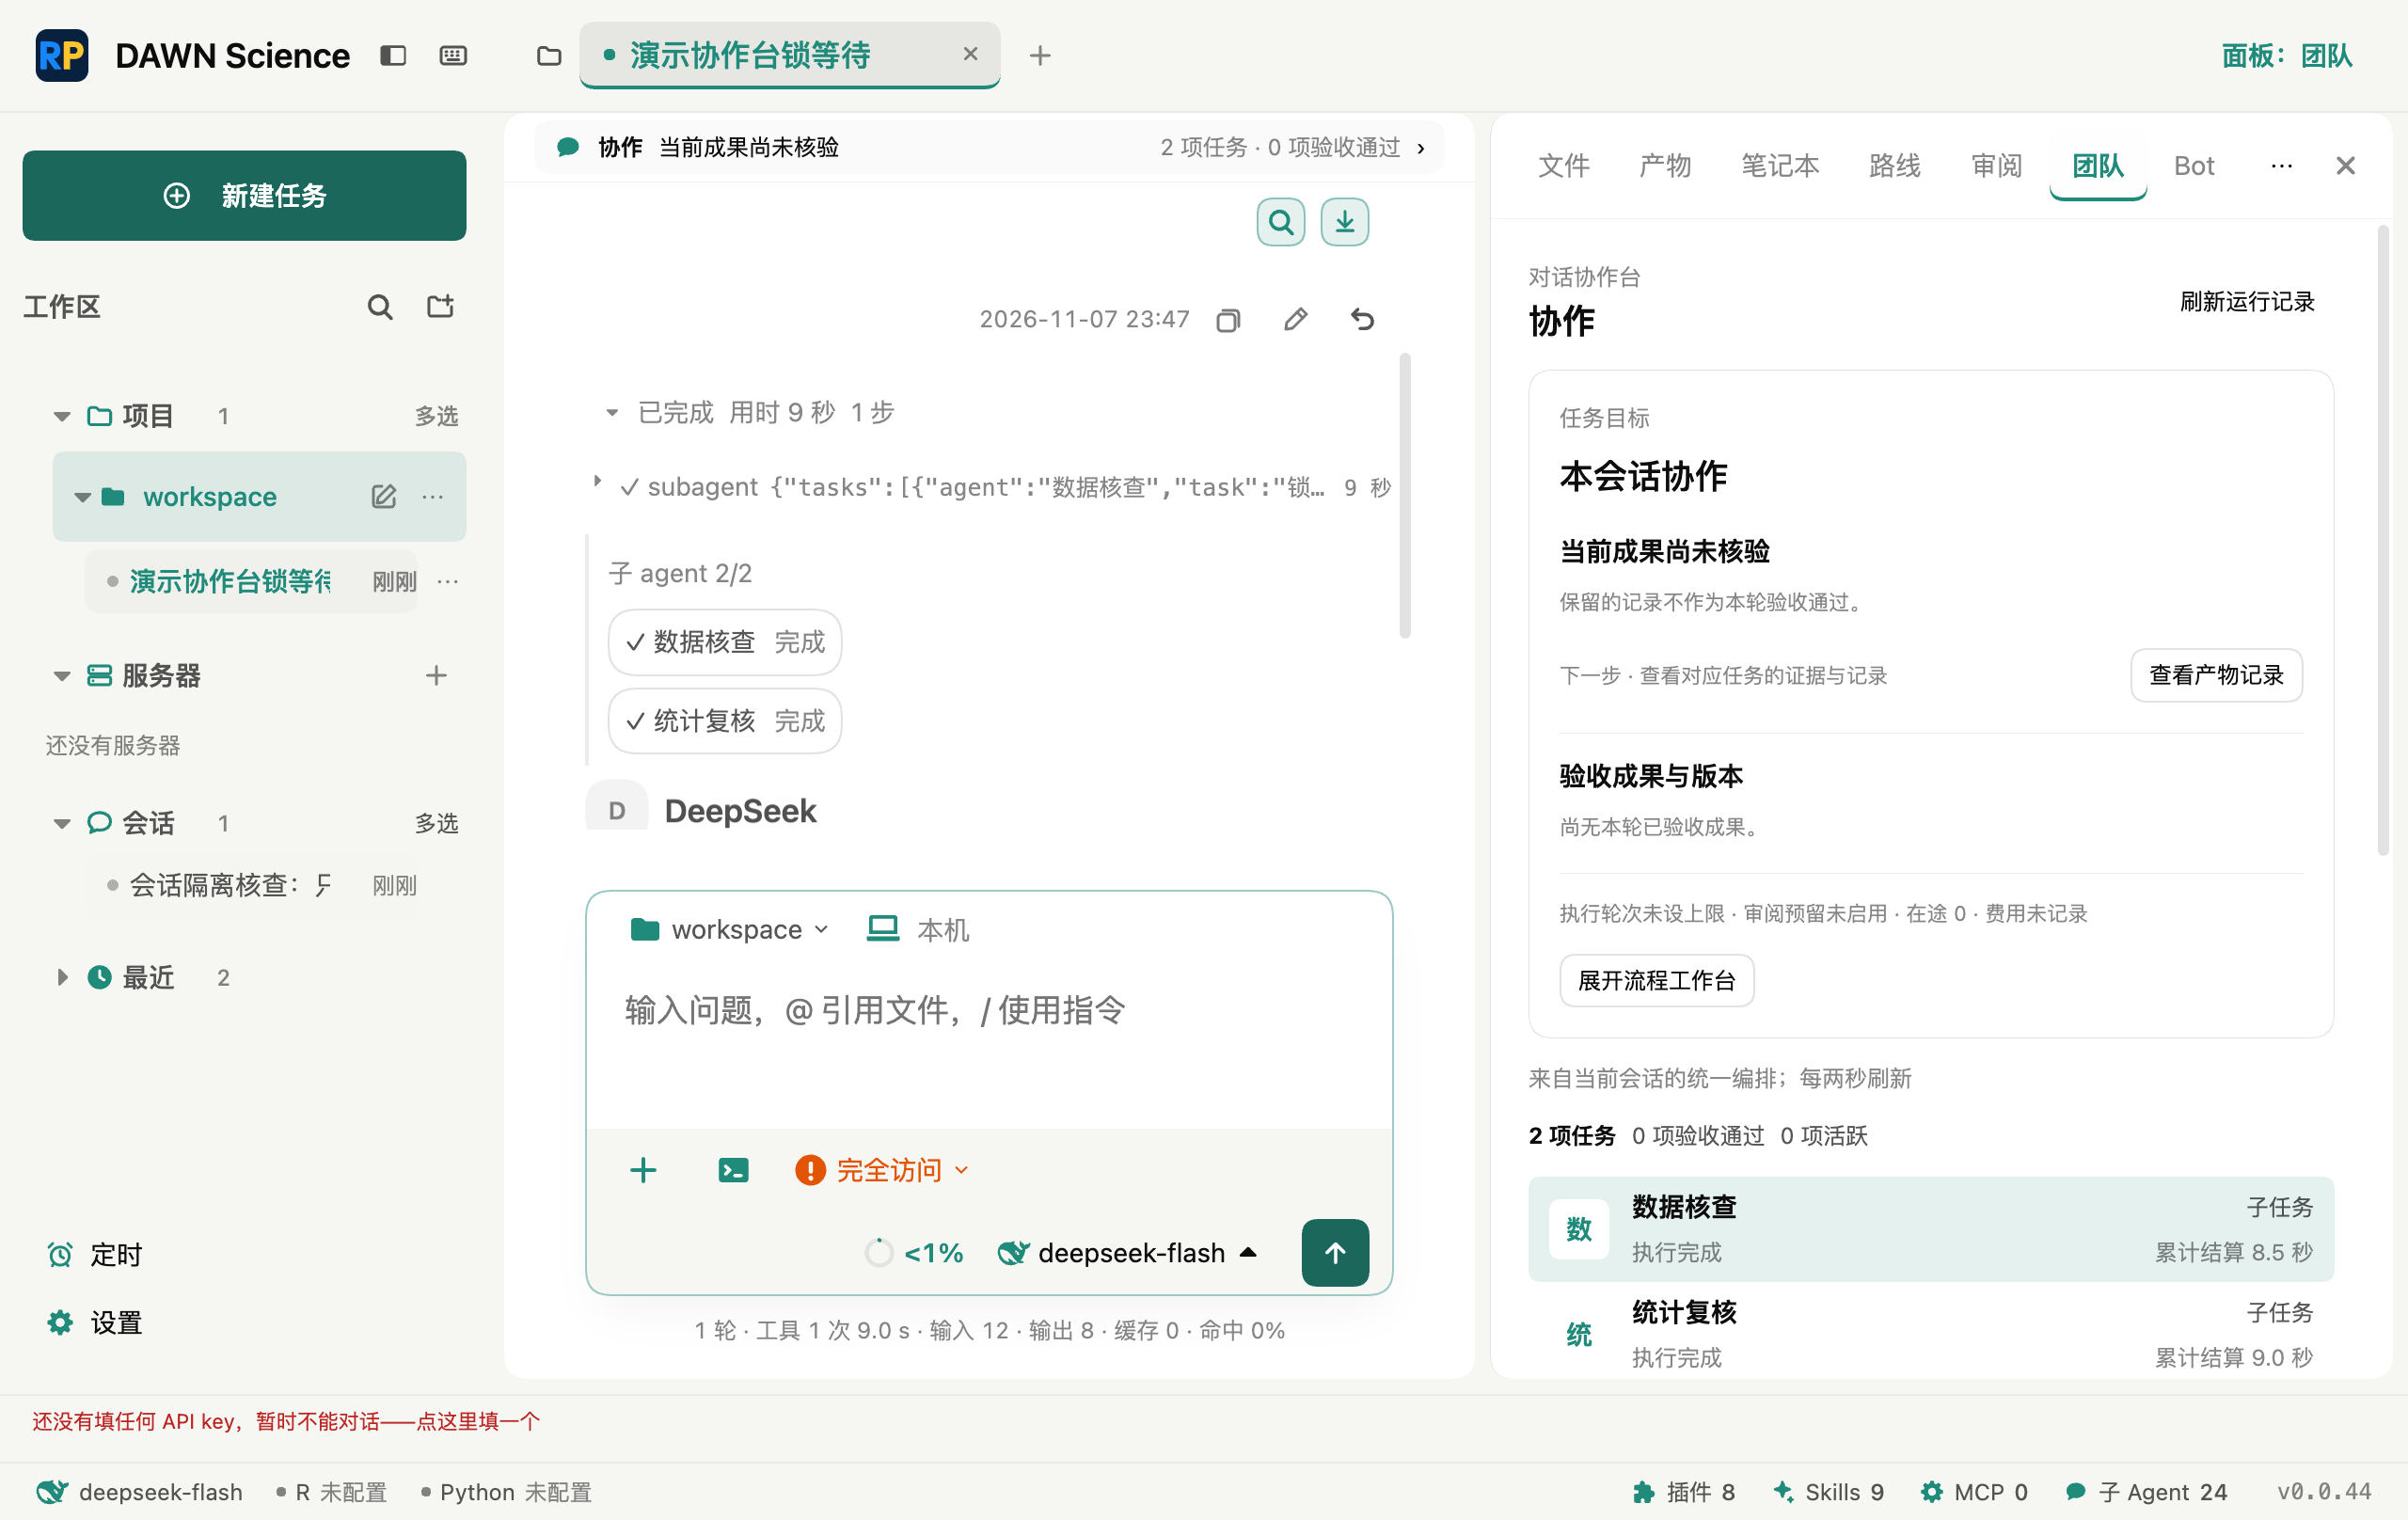 RP DAWN Science
演示协作台锁等待
面板：团队
新建任务
工作区
项目 1 多选
workspace
演示协作台锁等待 刚刚
服务器
还没有服务器
会话 1 多选
会话隔离核查： 刚刚
最近 2
定时
设置
协作 当前成果尚未核验 2 项任务 · 0 项验收通过 ›
2026-11-07 23:47
已完成 用时 9 秒 1 步
subagent {"tasks":[{"agent":"数据核查","task":"锁… 9 秒
子 agent 2/2
数据核查 完成
统计复核 完成
D DeepSeek
workspace 本机
输入问题，@ 引用文件，/ 使用指令
完全访问
<1% deepseek-flash
1 轮 · 工具 1 次 9.0 s · 输入 12 · 输出 8 · 缓存 0 · 命中 0%
文件 产物 笔记本 路线 审阅 团队 Bot ···
对话协作台
协作
刷新运行记录
任务目标
本会话协作
当前成果尚未核验
保留的记录不作为本轮验收通过。
下一步 · 查看对应任务的证据与记录 查看产物记录
验收成果与版本
尚无本轮已验收成果。
执行轮次未设上限 · 审阅预留未启用 · 在途 0 · 费用未记录
展开流程工作台
来自当前会话的统一编排；每两秒刷新
2 项任务 0 项验收通过 0 项活跃
数 数据核查 子任务
执行完成 累计结算 8.5 秒
统 统计复核 子任务
执行完成 累计结算 9.0 秒
还没有填任何 API key，暂时不能对话——点这里填一个
deepseek-flash R 未配置 Python 未配置
插件 8 Skills 9 MCP 0 子 Agent 24 v0.0.44